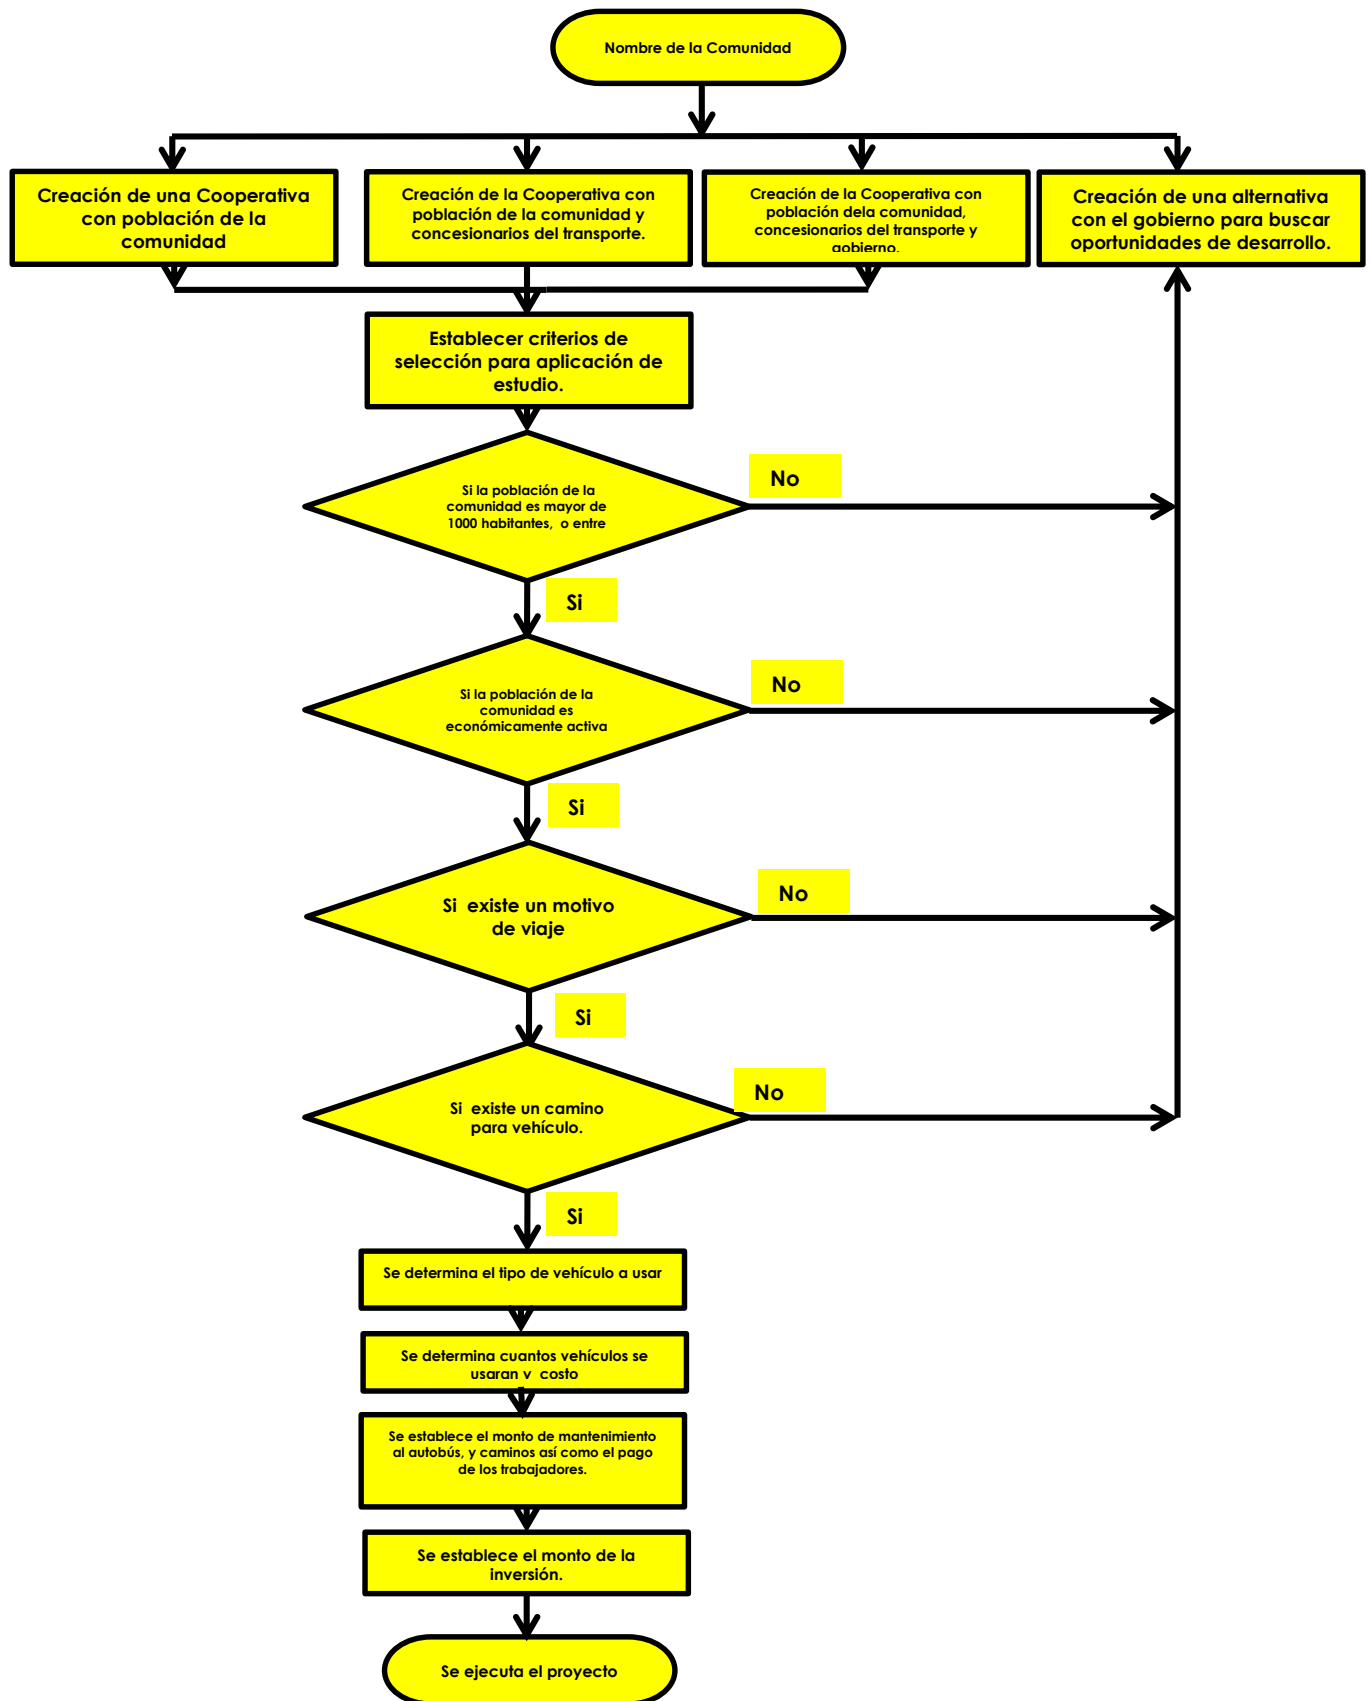 Nombre de la Comunidad
Creación de una Cooperativa
con población de la
comunidad
Creación de la Cooperativa con
población de la comunidad y
concesionarios del transporte.
Creación de la Cooperativa con
población dela comunidad,
concesionarios del transporte y
gobierno.
Creación de una alternativa
con el gobierno para buscar
oportunidades de desarrollo.
Establecer criterios de
selección para aplicación de
estudio.
Si la población de la
comunidad es mayor de
1000 habitantes, o entre
No
Si
Si la población de la
comunidad es
económicamente activa
No
Si
Si existe un motivo
de viaje
No
Si
Si existe un camino
para vehículo.
No
Si
Se determina el tipo de vehículo a usar
Se determina cuantos vehículos se
usaran y costo
Se establece el monto de mantenimiento
al autobús, y caminos así como el pago
de los trabajadores.
Se establece el monto de la
inversión.
Se ejecuta el proyecto